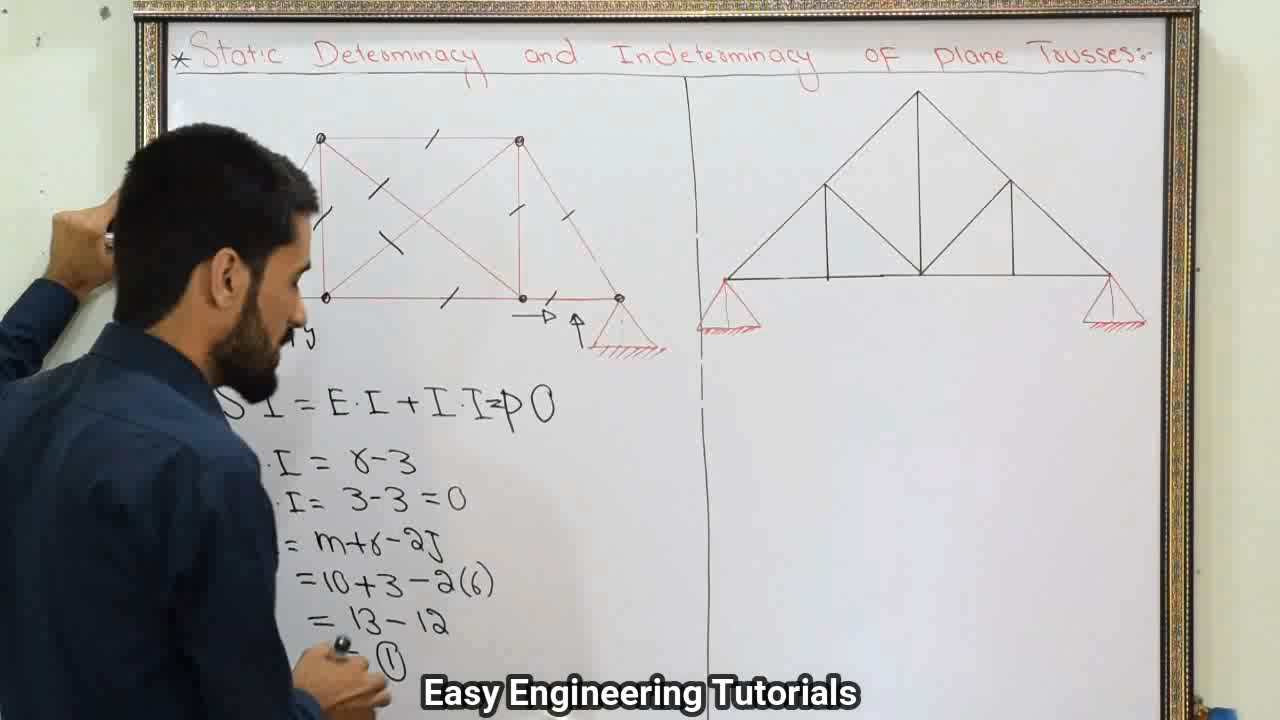 * Static Determinacy and Indeterminacy of plane Trusses:-
y
S I = E.I + I.I => 0
.I = r-3
.I = 3-3 = 0
= m+r-2J
=10+3-2(6)
= 13-12
= 1
Easy Engineering Tutorials